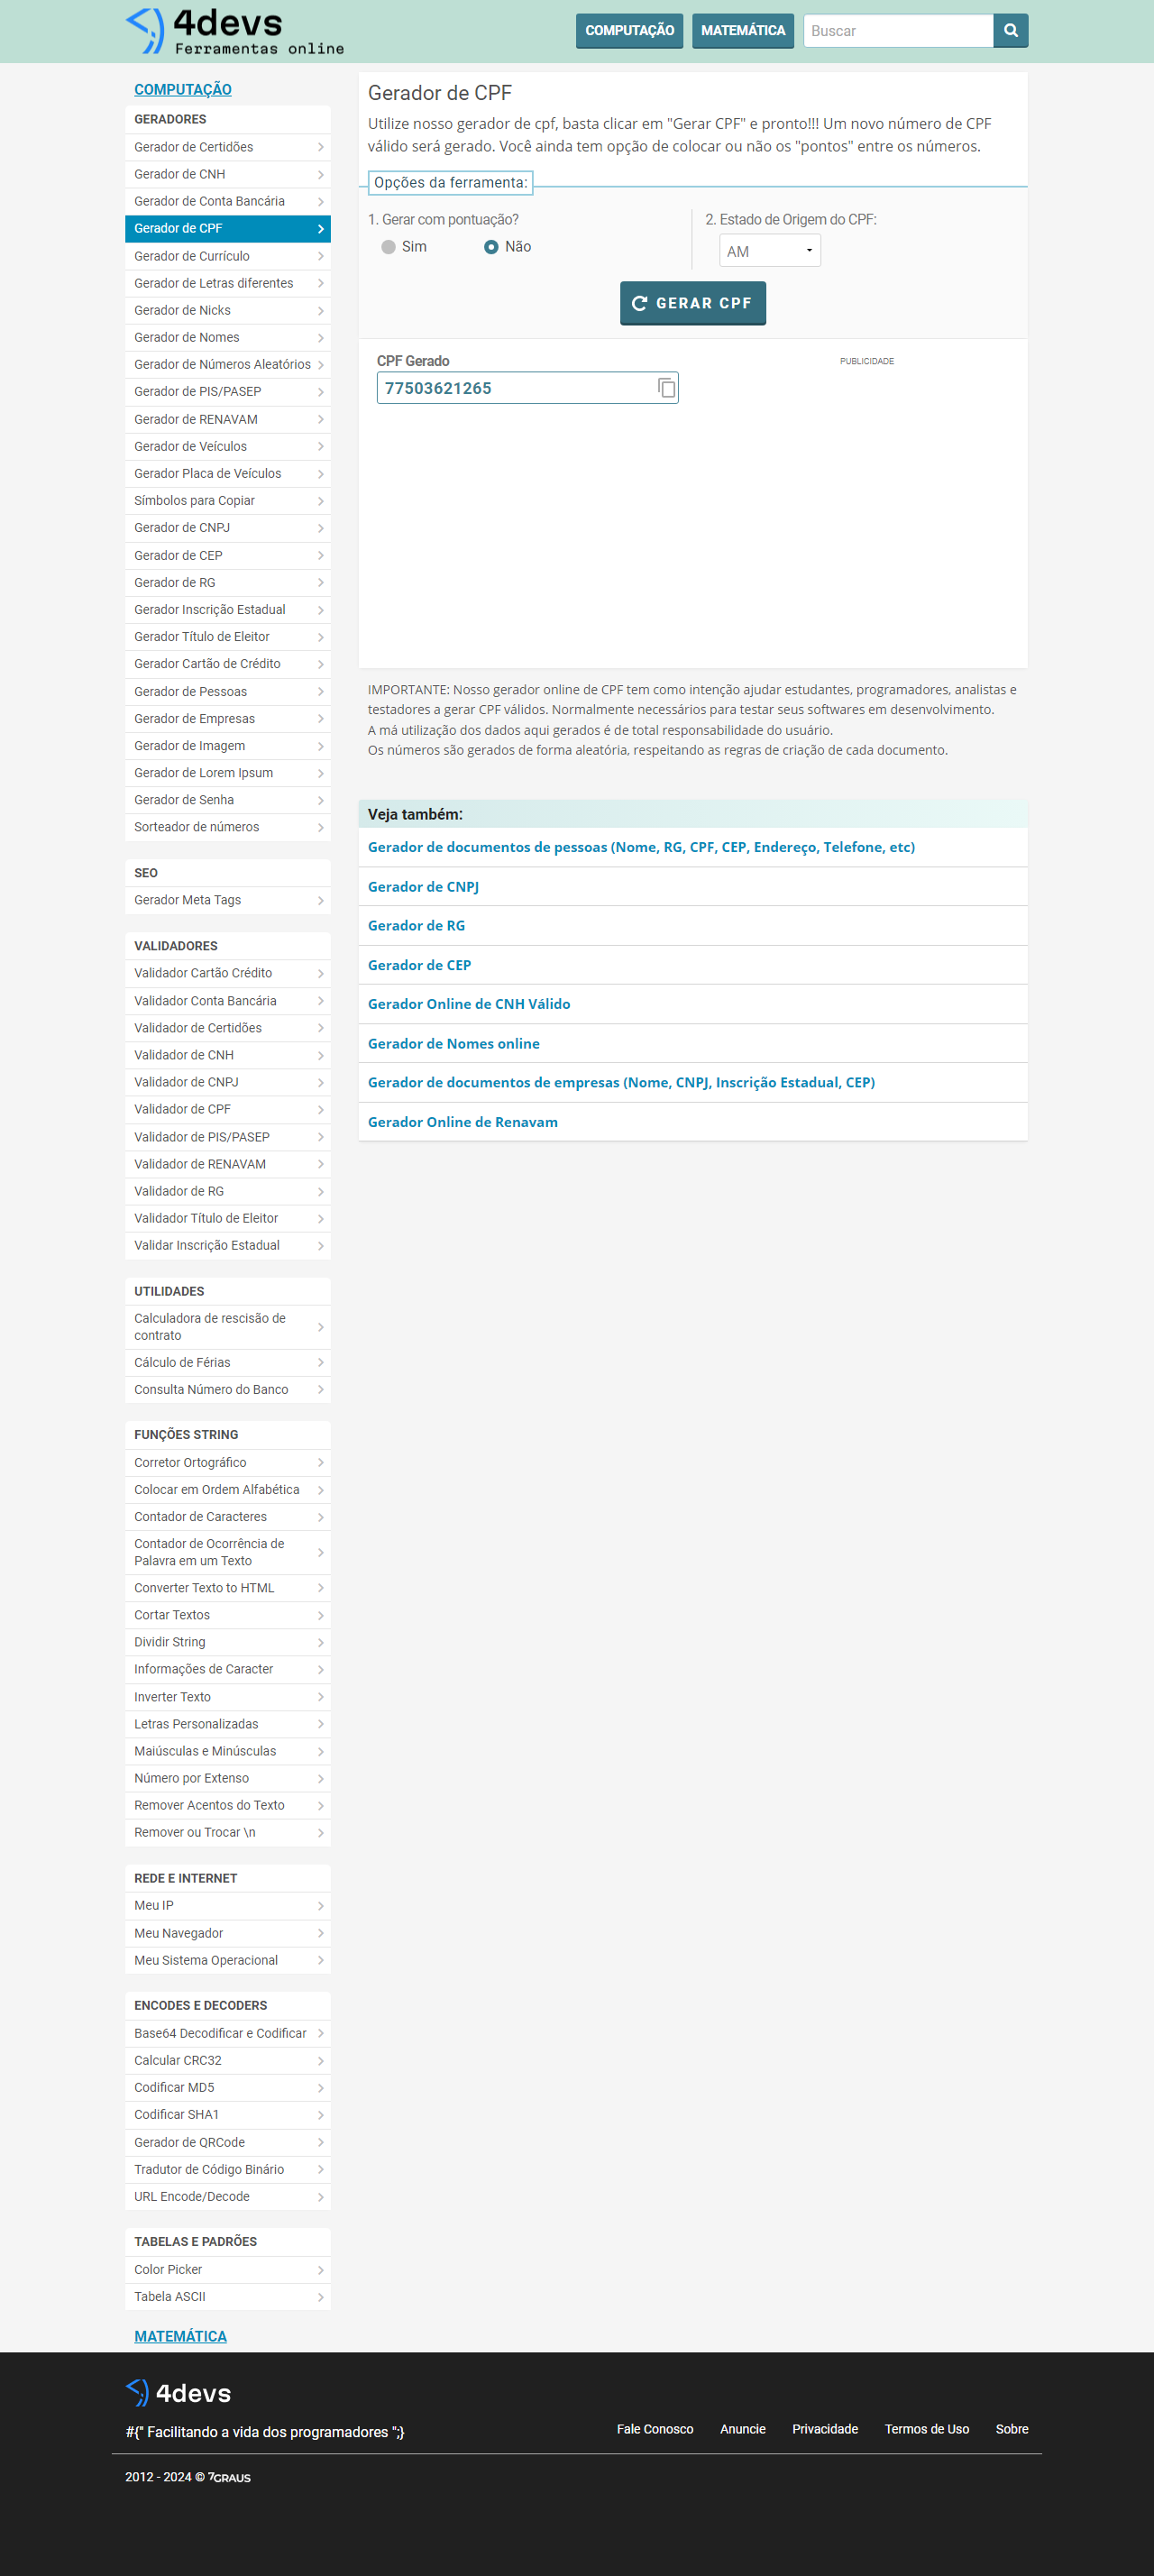 4devs
Ferramentas online
COMPUTAÇÃO
MATEMÁTICA
Buscar
COMPUTAÇÃO
GERADORES
Gerador de Certidões
Gerador de CNH
Gerador de Conta Bancária
Gerador de CPF
Gerador de Currículo
Gerador de Letras diferentes
Gerador de Nicks
Gerador de Nomes
Gerador de Números Aleatórios
Gerador de PIS/PASEP
Gerador de RENAVAM
Gerador de Veículos
Gerador Placa de Veículos
Símbolos para Copiar
Gerador de CNPJ
Gerador de CEP
Gerador de RG
Gerador Inscrição Estadual
Gerador Título de Eleitor
Gerador Cartão de Crédito
Gerador de Pessoas
Gerador de Empresas
Gerador de Imagem
Gerador de Lorem Ipsum
Gerador de Senha
Sorteador de números
SEO
Gerador Meta Tags
VALIDADORES
Validador Cartão Crédito
Validador Conta Bancária
Validador de Certidões
Validador de CNH
Validador de CNPJ
Validador de CPF
Validador de PIS/PASEP
Validador de RENAVAM
Validador de RG
Validador Título de Eleitor
Validar Inscrição Estadual
UTILIDADES
Calculadora de rescisão de
contrato
Cálculo de Férias
Consulta Número do Banco
FUNÇÕES STRING
Corretor Ortográfico
Colocar em Ordem Alfabética
Contador de Caracteres
Contador de Ocorrência de
Palavra em um Texto
Converter Texto to HTML
Cortar Textos
Dividir String
Informações de Caracter
Inverter Texto
Letras Personalizadas
Maiúsculas e Minúsculas
Número por Extenso
Remover Acentos do Texto
Remover ou Trocar \n
REDE E INTERNET
Meu IP
Meu Navegador
Meu Sistema Operacional
ENCODES E DECODERS
Base64 Decodificar e Codificar
Calcular CRC32
Codificar MD5
Codificar SHA1
Gerador de QRCode
Tradutor de Código Binário
URL Encode/Decode
TABELAS E PADRÕES
Color Picker
Tabela ASCII
MATEMÁTICA
Gerador de CPF
Utilize nosso gerador de cpf, basta clicar em "Gerar CPF" e pronto!!! Um novo número de CPF
válido será gerado. Você ainda tem opção de colocar ou não os "pontos" entre os números.
Opções da ferramenta:
1. Gerar com pontuação?
Sim
Não
2. Estado de Origem do CPF:
AM
GERAR CPF
CPF Gerado
77503621265
PUBLICIDADE
IMPORTANTE: Nosso gerador online de CPF tem como intenção ajudar estudantes, programadores, analistas e
testadores a gerar CPF válidos. Normalmente necessários para testar seus softwares em desenvolvimento.
A má utilização dos dados aqui gerados é de total responsabilidade do usuário.
Os números são gerados de forma aleatória, respeitando as regras de criação de cada documento.
Veja também:
Gerador de documentos de pessoas (Nome, RG, CPF, CEP, Endereço, Telefone, etc)
Gerador de CNPJ
Gerador de RG
Gerador de CEP
Gerador Online de CNH Válido
Gerador de Nomes online
Gerador de documentos de empresas (Nome, CNPJ, Inscrição Estadual, CEP)
Gerador Online de Renavam
4devs
#{" Facilitando a vida dos programadores ";}
Fale Conosco
Anuncie
Privacidade
Termos de Uso
Sobre
2012 - 2024 © 7GRAUS